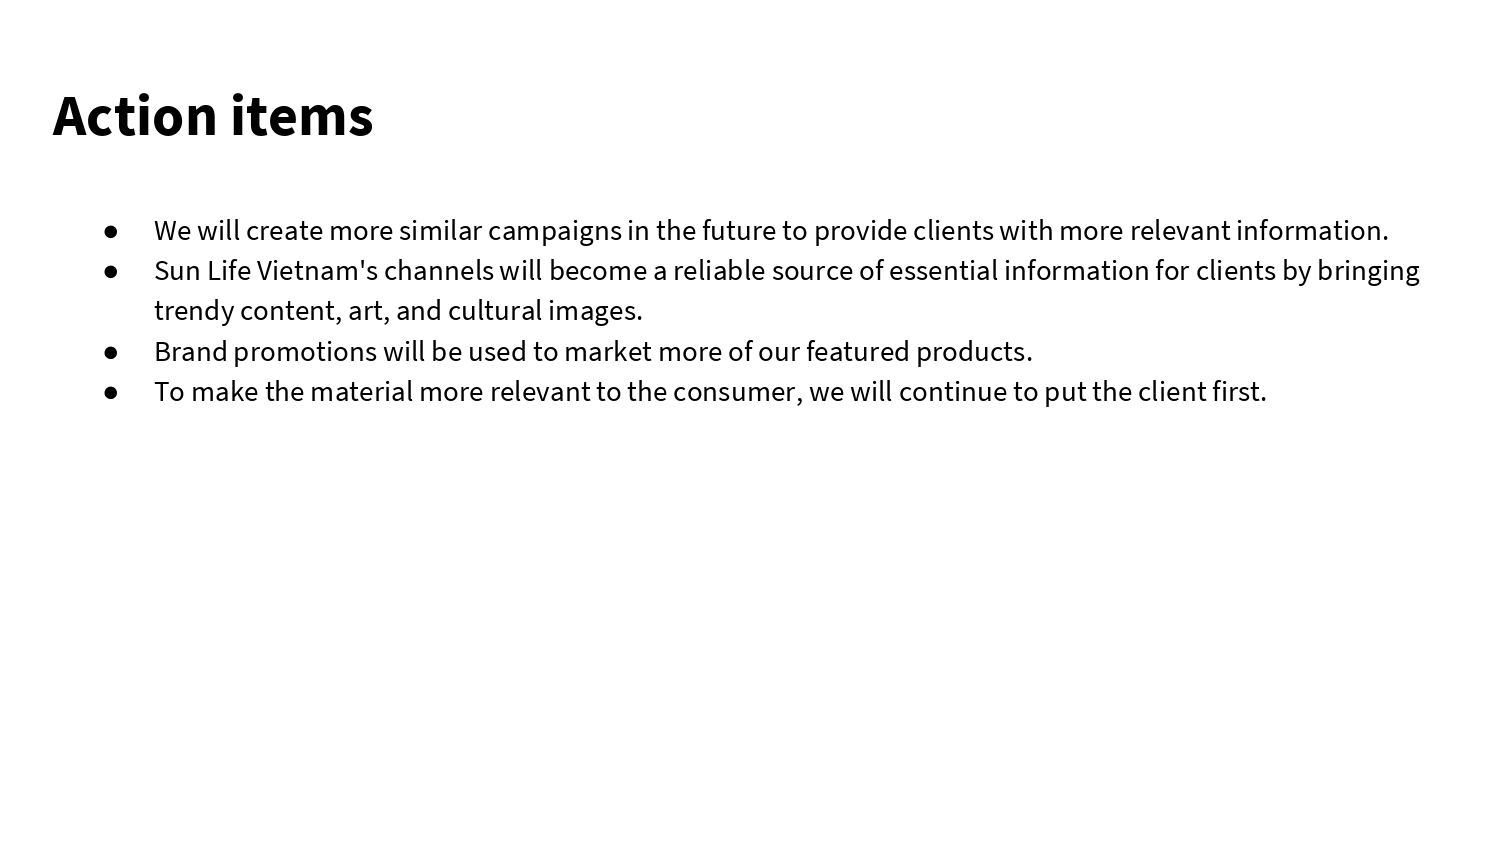 Action items
● We will create more similar campaigns in the future to provide clients with more relevant information.
● Sun Life Vietnam's channels will become a reliable source of essential information for clients by bringing
trendy content, art, and cultural images.
● Brand promotions will be used to market more of our featured products.
● To make the material more relevant to the consumer, we will continue to put the client first.